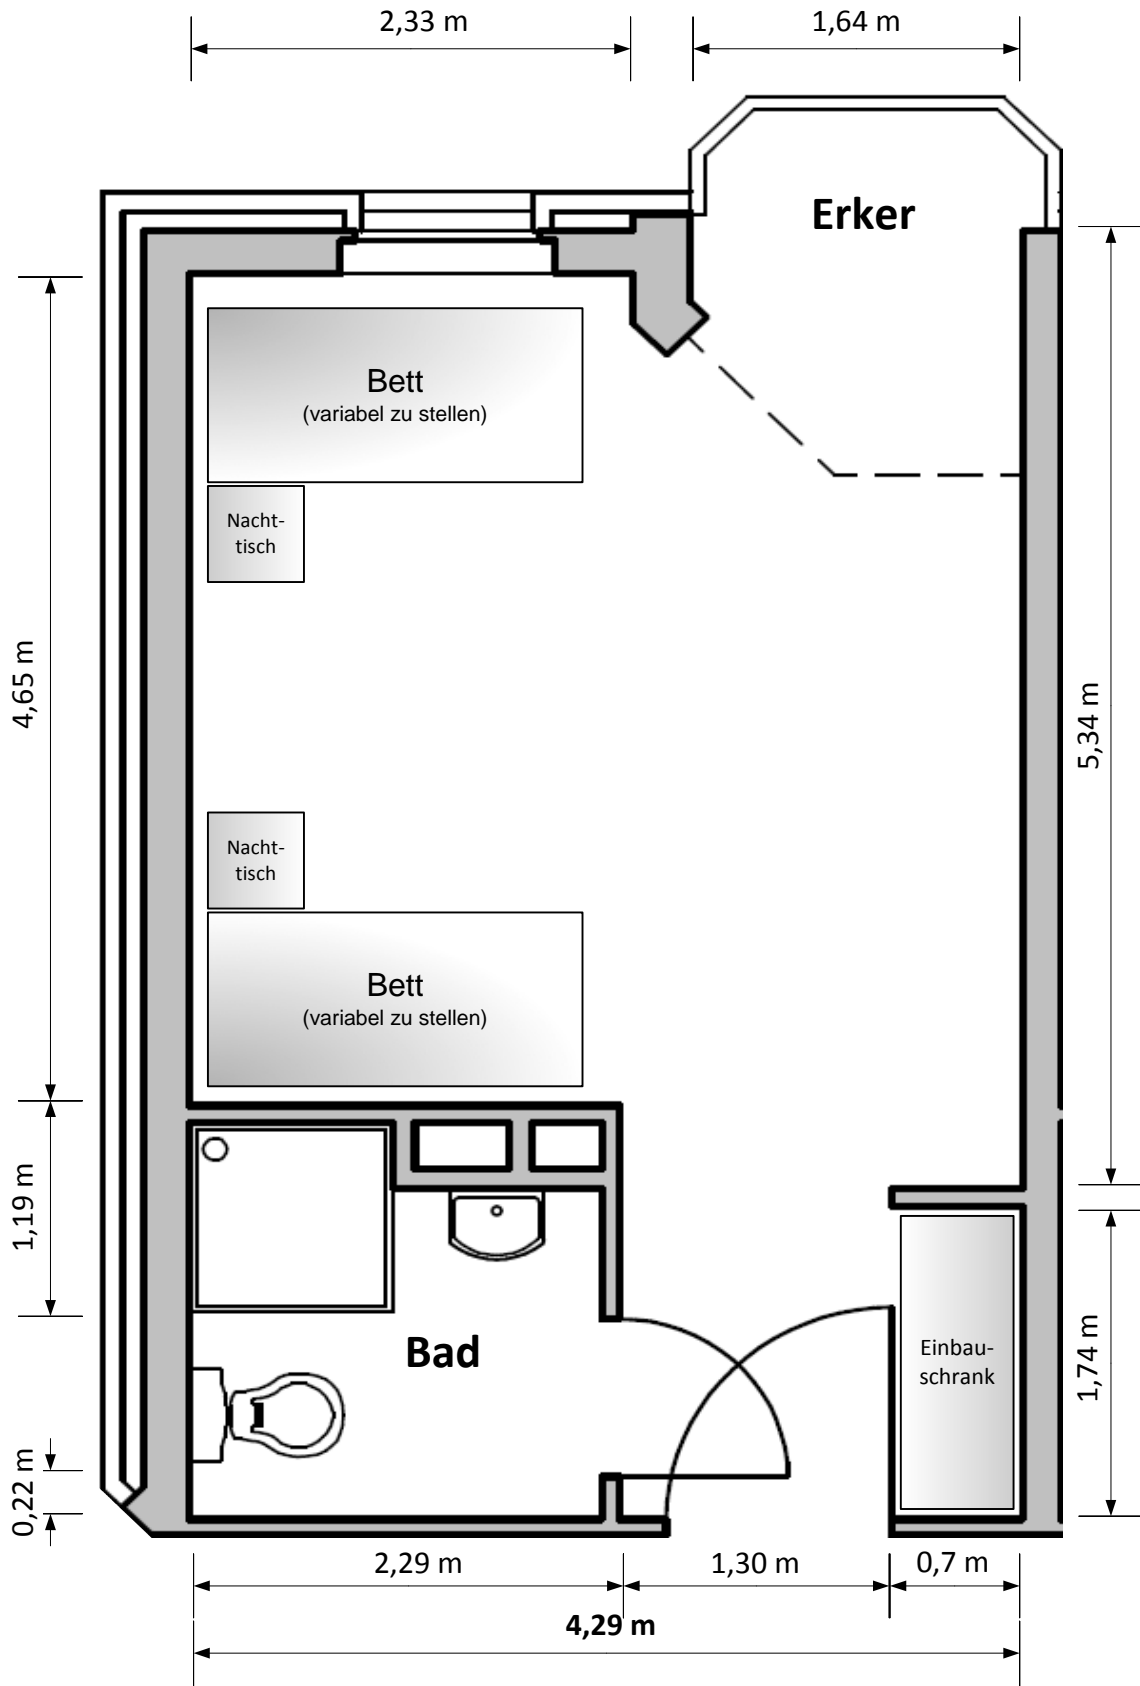 2,33 m
1,64 m
Erker
Bett
(variabel zu stellen)
Nacht-
tisch
4,65 m
5,34 m
Nacht-
tisch
Bett
(variabel zu stellen)
1,19 m
Bad
Einbau-
schrank
1,74 m
0,22 m
2,29 m
1,30 m
0,7 m
4,29 m